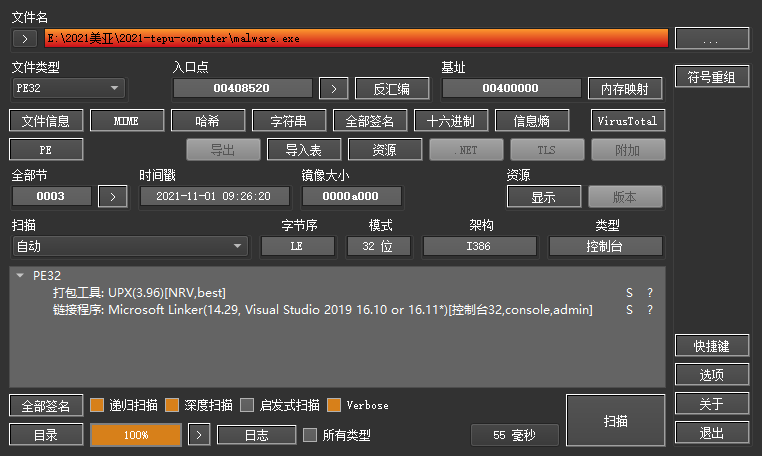 文件名
> E:\2021美亚\2021-tepu-computer\malware.exe ...
文件类型 入口点 基址
PE32 00408520 > 反汇编 00400000 内存映射 符号重组
文件信息 MIME 哈希 字符串 全部签名 十六进制 信息熵 VirusTotal
PE 导出 导入表 资源 .NET TLS 附加
全部节 时间戳 镜像大小 资源
0003 > 2021-11-01 09:26:20 0000a000 显示 版本
扫描 字节序 模式 架构 类型
自动 LE 32 位 I386 控制台
PE32
打包工具: UPX(3.96)[NRV,best] S ?
链接程序: Microsoft Linker(14.29, Visual Studio 2019 16.10 or 16.11*)[控制台32,console,admin] S ?
快捷键
选项
全部签名 递归扫描 深度扫描 启发式扫描 Verbose 扫描 关于
目录 100% > 日志 所有类型 55 毫秒 退出